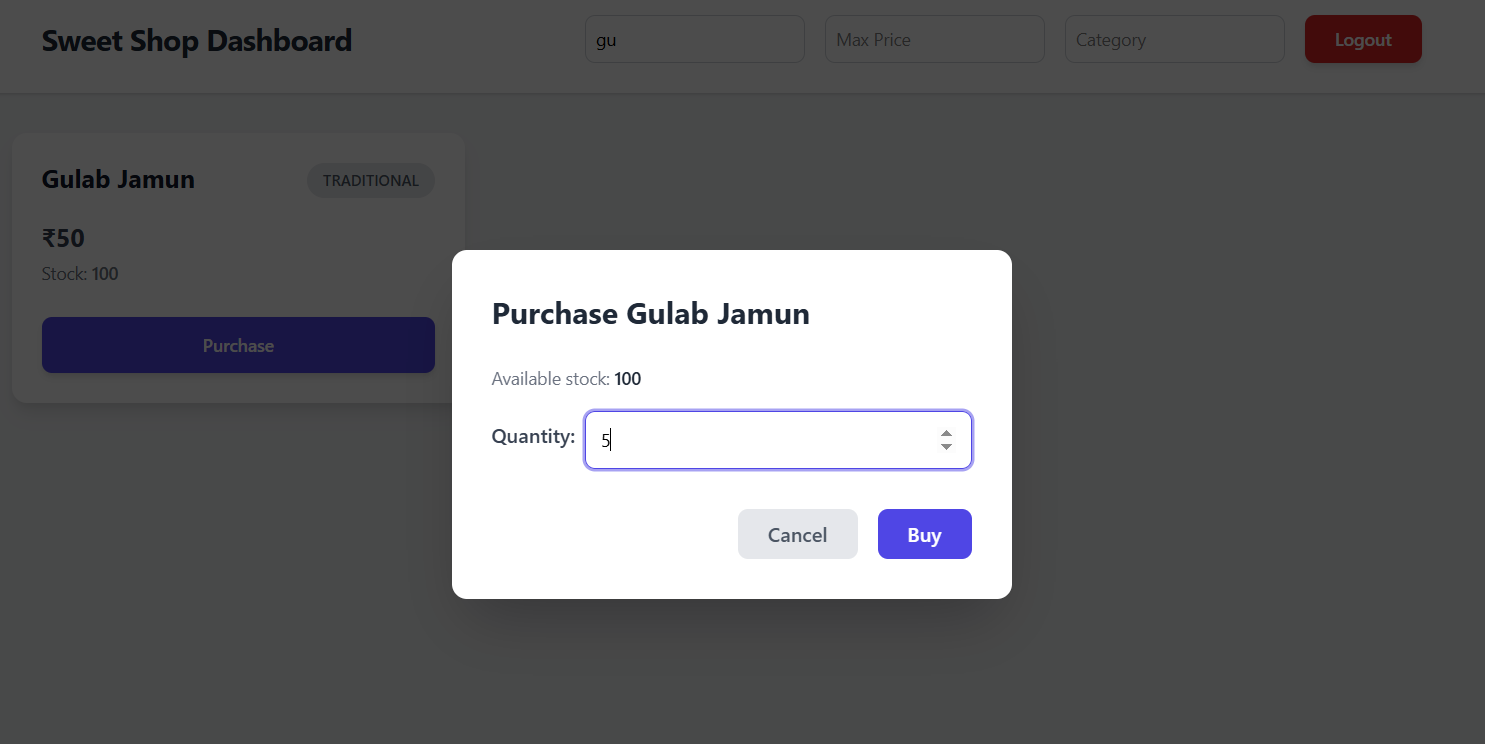 Sweet Shop Dashboard
gu
Max Price
Category
Logout
Gulab Jamun
TRADITIONAL
₹50
Stock: 100
Purchase
Purchase Gulab Jamun
Available stock: 100
Quantity: 5
Cancel
Buy